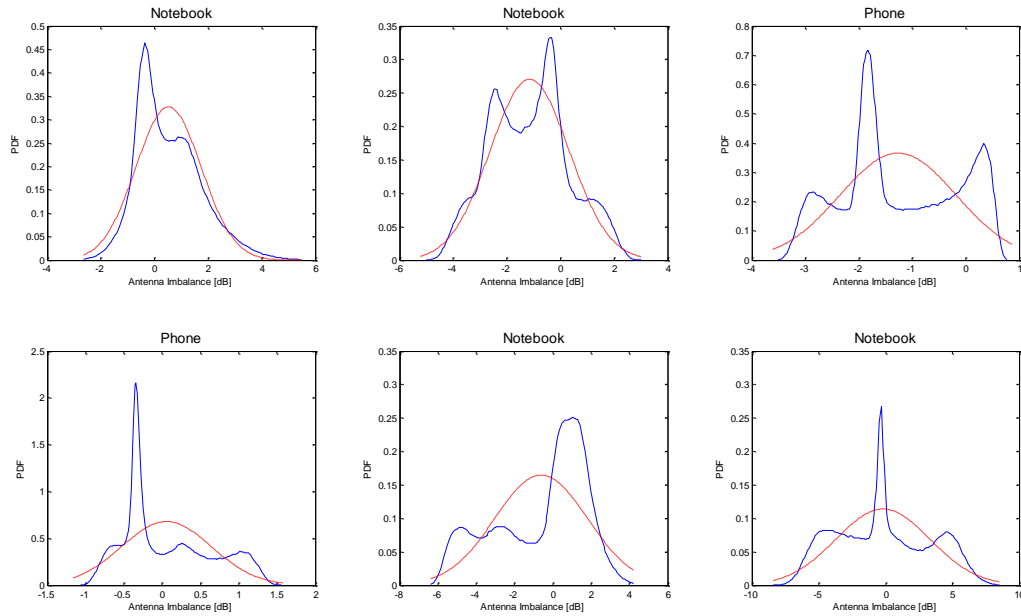 Notebook
0.5
0.45
0.4
0.35
0.3
0.25
0.2
0.15
0.1
0.05
0
PDF
-4 -2 0 2 4 6
Antenna Imbalance [dB]
Notebook
0.35
0.3
0.25
0.2
0.15
0.1
0.05
0
PDF
-6 -4 -2 0 2 4
Antenna Imbalance [dB]
Phone
0.8
0.7
0.6
0.5
0.4
0.3
0.2
0.1
0
PDF
-4 -3 -2 -1 0 1
Antenna Imbalance [dB]
Phone
2.5
2
1.5
1
0.5
0
PDF
-1.5 -1 -0.5 0 0.5 1 1.5 2
Antenna Imbalance [dB]
Notebook
0.35
0.3
0.25
0.2
0.15
0.1
0.05
0
PDF
-8 -6 -4 -2 0 2 4 6
Antenna Imbalance [dB]
Notebook
0.35
0.3
0.25
0.2
0.15
0.1
0.05
0
PDF
-10 -5 0 5 10
Antenna Imbalance [dB]